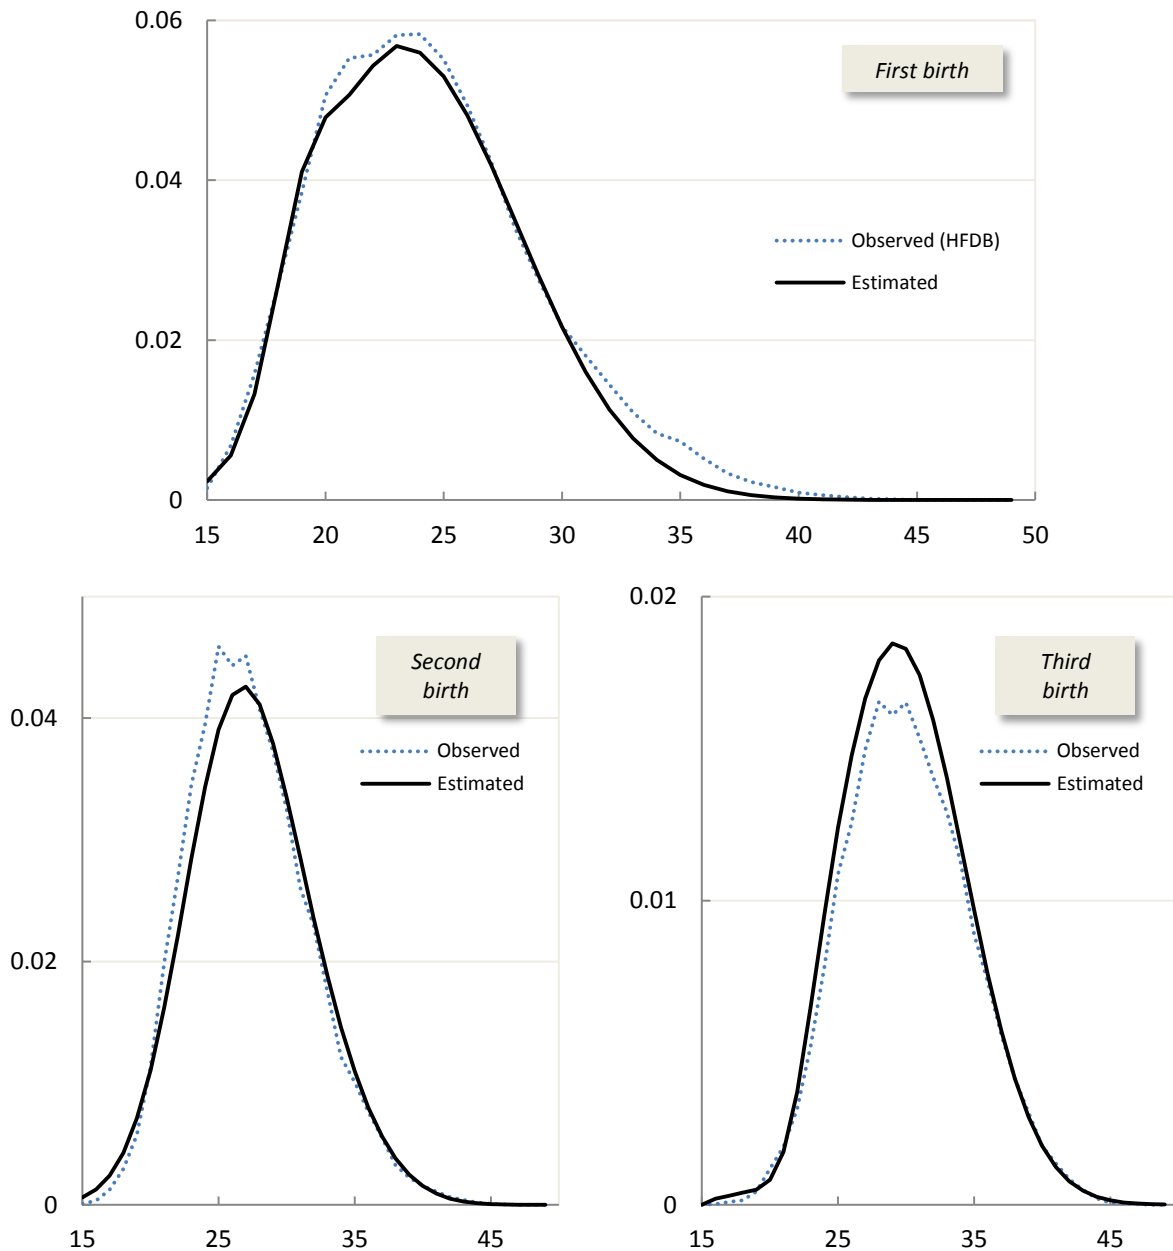 0.06
First birth
0.04
Observed (HFDB)
Estimated
0.02
0
15 20 25 30 35 40 45 50
Second
birth
0.04
Observed
Estimated
0.02
0
15 25 35 45
0.02
Third
birth
Observed
Estimated
0.01
0
15 25 35 45